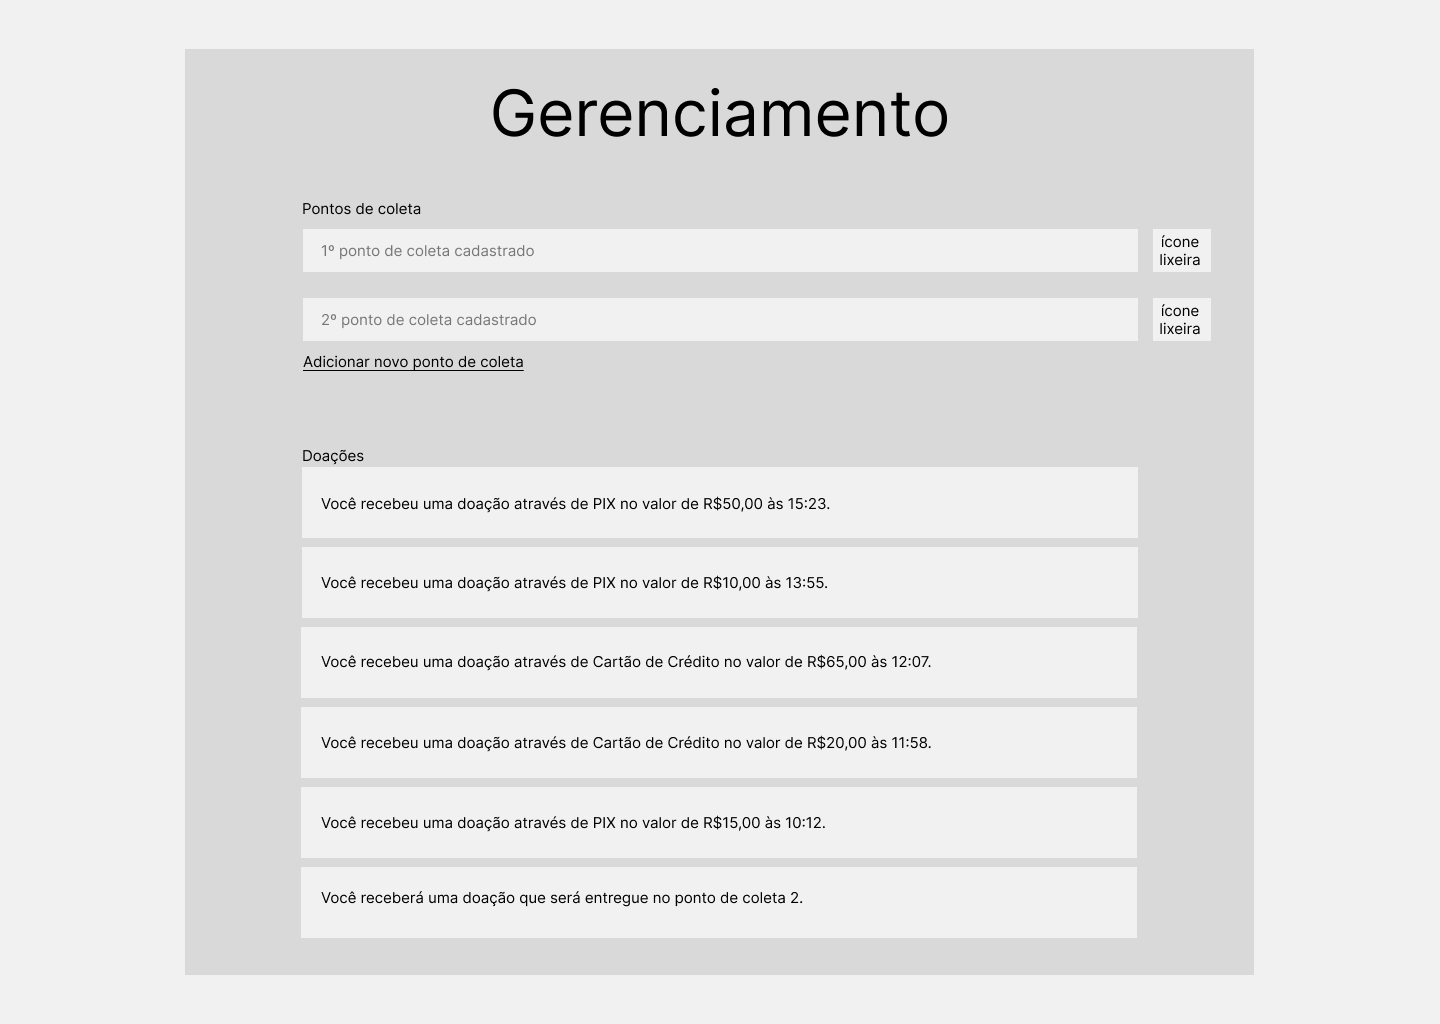 Gerenciamento
Pontos de coleta
1º ponto de coleta cadastrado
ícone
lixeira
2º ponto de coleta cadastrado
ícone
lixeira
Adicionar novo ponto de coleta
Doações
Você recebeu uma doação através de PIX no valor de R$50,00 às 15:23.
Você recebeu uma doação através de PIX no valor de R$10,00 às 13:55.
Você recebeu uma doação através de Cartão de Crédito no valor de R$65,00 às 12:07.
Você recebeu uma doação através de Cartão de Crédito no valor de R$20,00 às 11:58.
Você recebeu uma doação através de PIX no valor de R$15,00 às 10:12.
Você receberá uma doação que será entregue no ponto de coleta 2.